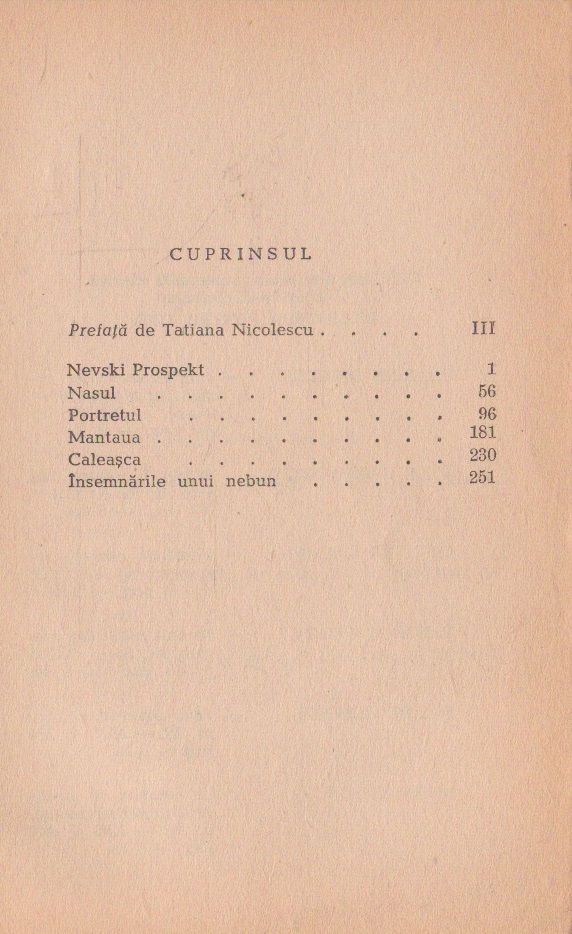 CUPRINSUL
Prefață de Tatiana Nicolescu . . . . III
Nevski Prospekt . . . . . . . . 1
Nasul . . . . . . . . . . 56
Portretul . . . . . . . . . 96
Mantaua . . . . . . . . . . 181
Caleașca . . . . . . . . . 230
Însemnările unui nebun . . . . . 251